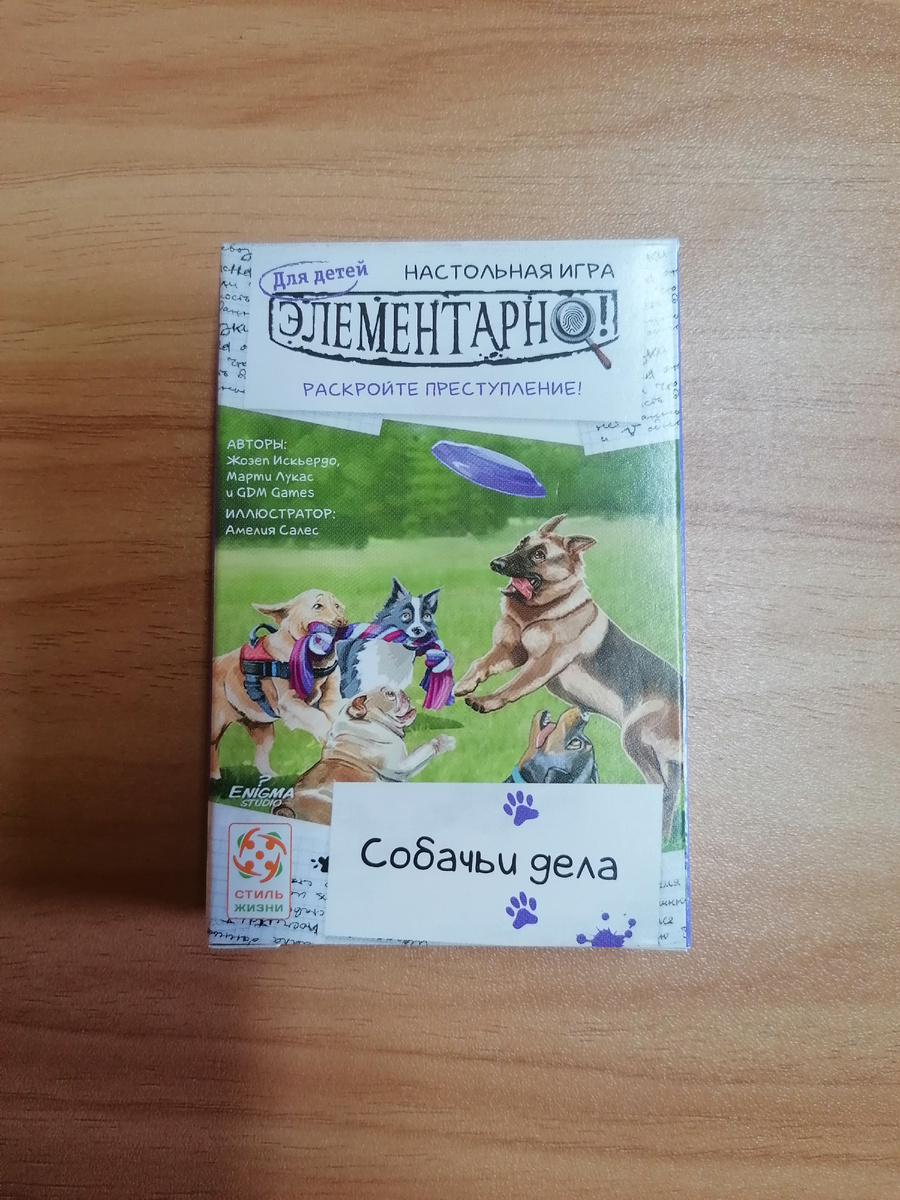 Для детей
НАСТОЛЬНАЯ ИГРА
ЭЛЕМЕНТАРНО!
РАСКРОЙТЕ ПРЕСТУПЛЕНИЕ!
АВТОРЫ:
Жозеп Искьердо,
Марти Лукас
и GDM Games
ИЛЛЮСТРАТОР:
Амелия Салес
?
ENIGMA
STUDIO
СТИЛЬ
ЖИЗНИ
Собачьи дела